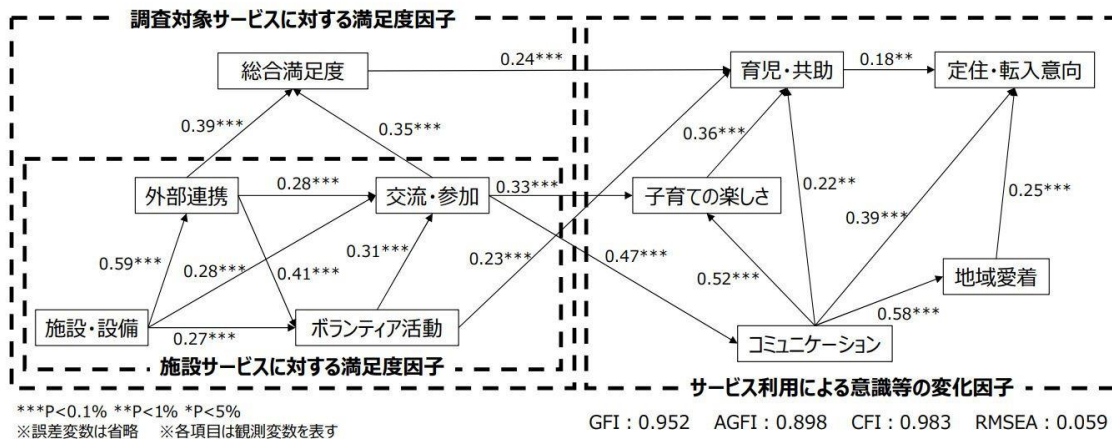 調査対象サービスに対する満足度因子
総合満足度
0.24***
育児・共助
0.18**
定住・転入意向
0.39***
0.35***
0.36***
外部連携
0.28***
交流・参加
0.33***
子育ての楽しさ
0.22**
0.39***
0.25***
0.59***
0.28***
0.41***
0.31***
0.23***
0.47***
0.52***
地域愛着
0.58***
施設・設備
0.27***
ボランティア活動
コミュニケーション
施設サービスに対する満足度因子
サービス利用による意識等の変化因子
***P<0.1% **P<1% *P<5%
※誤差変数は省略 ※各項目は観測変数を表す
GFI:0.952 AGFI:0.898 CFI:0.983 RMSEA:0.059